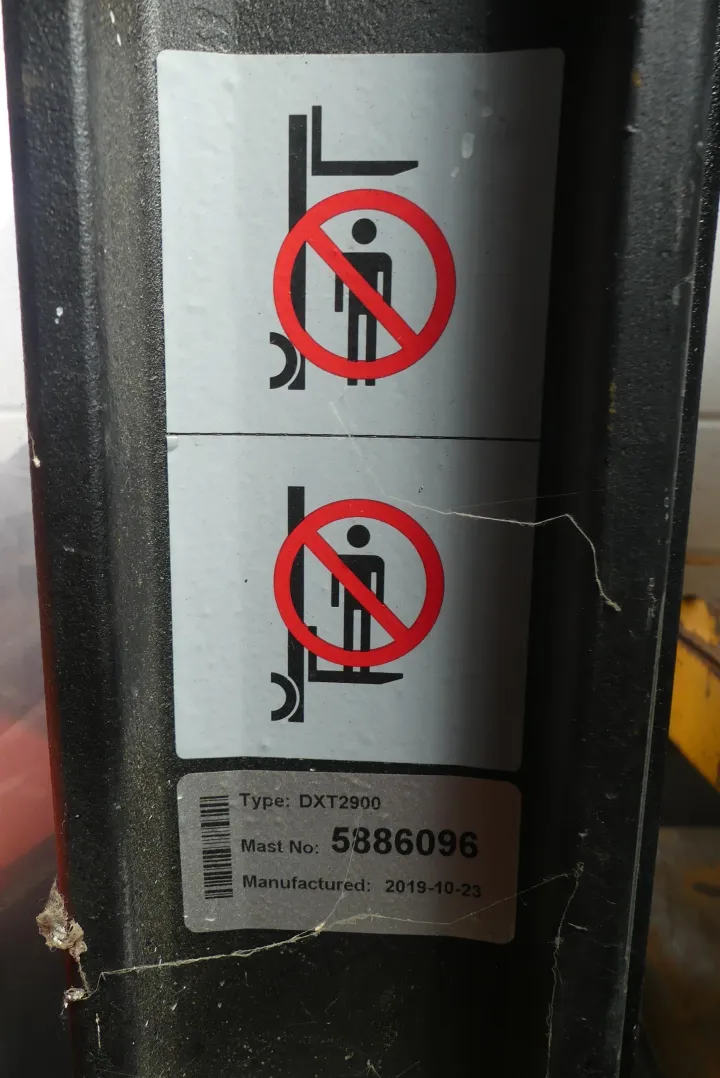 Type: DXT2900
Mast No: 5886096
Manufactured: 2019-10-23